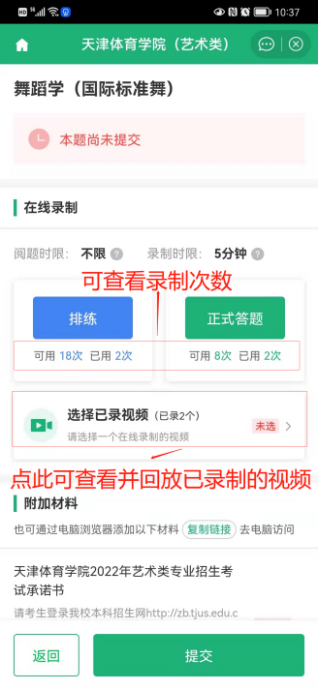 10:37
天津体育学院（艺术类）
舞蹈学（国际标准舞）
本题尚未提交
在线录制
阅题时限： 不限 ? 录制时限： 5分钟 ?
可查看录制次数
排练 正式答题
可用 18次 已用 2次 可用 8次 已用 2次
选择已录视频（已录2个）
未选
请选择一个在线录制的视频
点此可查看并回放已录制的视频
附加材料
也可通过电脑浏览器添加以下材料 复制链接 去电脑访问
天津体育学院2022年艺术类专业招生考
试承诺书
请考生登录我校本科招生网http://zb.tjus.edu.c
返回 提交